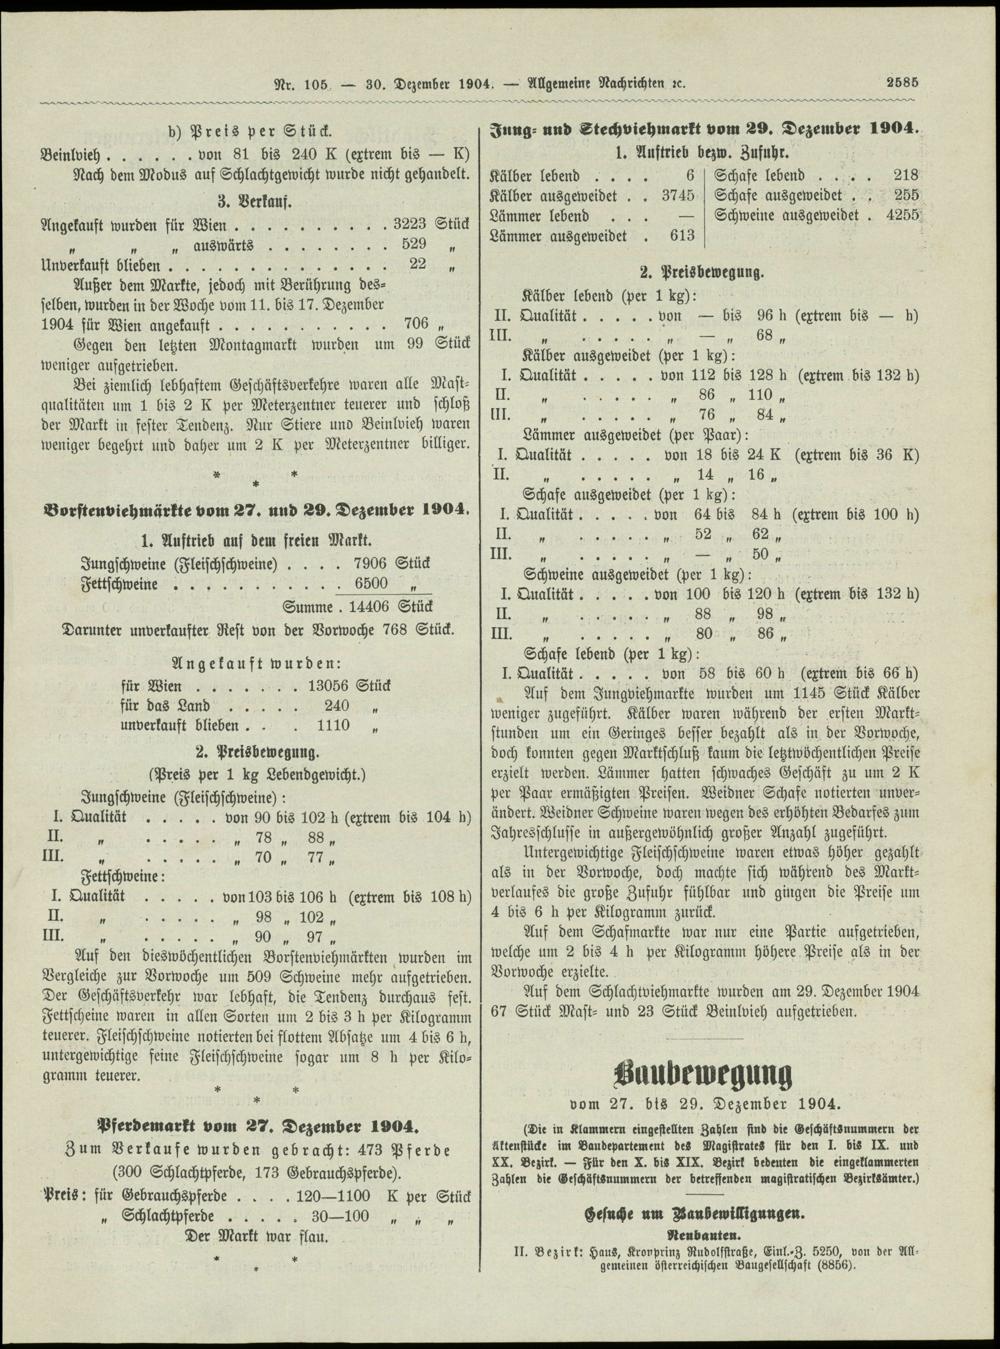 Nr. 105. — 30. Dezember 1904. — Allgemeine Nachrichten ꝛc. 2585
b) Preis per Stück.
Beinlvieh . . . . . . von 81 bis 240 K (extrem bis — K)
Nach dem Modus auf Schlachtgewicht wurde nicht gehandelt.
3. Verkauf.
Angekauft wurden für Wien . . . . . . . . . . 3223 Stück
„ „ „ auswärts . . . . . . . . 529 „
Unverkauft blieben . . . . . . . . . . . . . . 22 „
Außer dem Markte, jedoch mit Berührung des-
selben, wurden in der Woche vom 11. bis 17. Dezember
1904 für Wien angekauft . . . . . . . . . . . 706 „
Gegen den letzten Montagmarkt wurden um 99 Stück
weniger aufgetrieben.
Bei ziemlich lebhaftem Geschäftsverkehre waren alle Mast-
qualitäten um 1 bis 2 K per Meterzentner teuerer und schloß
der Markt in fester Tendenz. Nur Stiere und Beinlvieh waren
weniger begehrt und daher um 2 K per Meterzentner billiger.
* * *
Borstenviehmärkte vom 27. und 29. Dezember 1904.
1. Auftrieb auf dem freien Markt.
Jungschweine (Fleischschweine) . . . . 7906 Stück
Fettschweine . . . . . . . . . . 6500 „
Summe . 14406 Stück
Darunter unverkaufter Rest von der Vorwoche 768 Stück.
Angekauft wurden:
für Wien . . . . . . . 13056 Stück
für das Land . . . . . 240 „
unverkauft blieben . . . 1110 „
2. Preisbewegung.
(Preis per 1 kg Lebendgewicht.)
Jungschweine (Fleischschweine) :
I. Qualität . . . . . von 90 bis 102 h (extrem bis 104 h)
II. „ . . . . . „ 78 „ 88 „
III. „ . . . . . „ 70 „ 77 „
Fettschweine:
I. Qualität . . . . . von 103 bis 106 h (extrem bis 108 h)
II. „ . . . . . „ 98 „ 102 „
III. „ . . . . . „ 90 „ 97 „
Auf den dieswöchentlichen Borstenviehmärkten wurden im
Vergleiche zur Vorwoche um 509 Schweine mehr aufgetrieben.
Der Geschäftsverkehr war lebhaft, die Tendenz durchaus fest.
Fettscheine waren in allen Sorten um 2 bis 3 h per Kilogramm
teuerer. Fleischschweine notierten bei flottem Absatze um 4 bis 6 h,
untergewichtige feine Fleischschweine sogar um 8 h per Kilo-
gramm teuerer.
* * *
Pferdemarkt vom 27. Dezember 1904.
Zum Verkaufe wurden gebracht: 473 Pferde
(300 Schlachtpferde, 173 Gebrauchspferde).
Preis: für Gebrauchspferde . . . . 120—1100 K per Stück
„ Schlachtpferde . . . . . 30—100 „ „ „
Der Markt war flau.
* * *
Jung- und Stechviehmarkt vom 29. Dezember 1904.
1. Auftrieb bezw. Zufuhr.
Kälber lebend . . . . 6 | Schafe lebend . . . . 218
Kälber ausgeweidet . . 3745 | Schafe ausgeweidet . . 255
Lämmer lebend . . . — | Schweine ausgeweidet . 4255
Lämmer ausgeweidet . 613
2. Preisbewegung.
Kälber lebend (per 1 kg):
II. Qualität . . . . . von — bis 96 h (extrem bis — h)
III. „ . . . . . „ — „ 68 „
Kälber ausgeweidet (per 1 kg) :
I. Qualität . . . . . von 112 bis 128 h (extrem bis 132 h)
II. „ . . . . . „ 86 „ 110 „
III. „ . . . . . „ 76 „ 84 „
Lämmer ausgeweidet (per Paar) :
I. Qualität . . . . . von 18 bis 24 K (extrem bis 36 K)
II. „ . . . . . „ 14 „ 16 „
Schafe ausgeweidet (per 1 kg) :
I. Qualität . . . . . von 64 bis 84 h (extrem bis 100 h)
II. „ . . . . . „ 52 „ 62 „
III. „ . . . . . „ — „ 50 „
Schweine ausgeweidet (per 1 kg) :
I. Qualität . . . . . von 100 bis 120 h (extrem bis 132 h)
II. „ . . . . . „ 88 „ 98 „
III. „ . . . . . „ 80 „ 86 „
Schafe lebend (per 1 kg) :
I. Qualität . . . . . von 58 bis 60 h (extrem bis 66 h)
Auf dem Jungviehmarkte wurden um 1145 Stück Kälber
weniger zugeführt. Kälber waren während der ersten Markt-
stunden um ein Geringes besser bezahlt als in der Vorwoche,
doch konnten gegen Marktschluß kaum die letztwöchentlichen Preise
erzielt werden. Lämmer hatten schwaches Geschäft zu um 2 K
per Paar ermäßigten Preisen. Weidner Schafe notierten unver-
ändert. Weidner Schweine waren wegen des erhöhten Bedarfes zum
Jahresschlusse in außergewöhnlich großer Anzahl zugeführt.
Untergewichtige Fleischschweine waren etwas höher gezahlt
als in der Vorwoche, doch machte sich während des Markt-
verlaufes die große Zufuhr fühlbar und gingen die Preise um
4 bis 6 h per Kilogramm zurück.
Auf dem Schafmarkte war nur eine Partie aufgetrieben,
welche um 2 bis 4 h per Kilogramm höhere Preise als in der
Vorwoche erzielte.
Auf dem Schlachtviehmarkte wurden am 29. Dezember 1904
67 Stück Mast- und 23 Stück Beinlvieh aufgetrieben.
Baubewegung
vom 27. bis 29. Dezember 1904.
(Die in Klammern eingestellten Zahlen sind die Geschäftsnummern der
Aktenstücke im Baudepartement des Magistrates für den I. bis IX. und
XX. Bezirk. — Für den X. bis XIX. Bezirk bedeuten die eingeklammerten
Zahlen die Geschäftsnummern der betreffenden magistratischen Bezirksämter.)
Gesuche um Baubewilligungen.
Neubauten.
II. Bezirk: Haus, Kronprinz Rudolfstraße, Einl.-Z. 5250, von der All-
gemeinen österreichischen Baugesellschaft (8856).